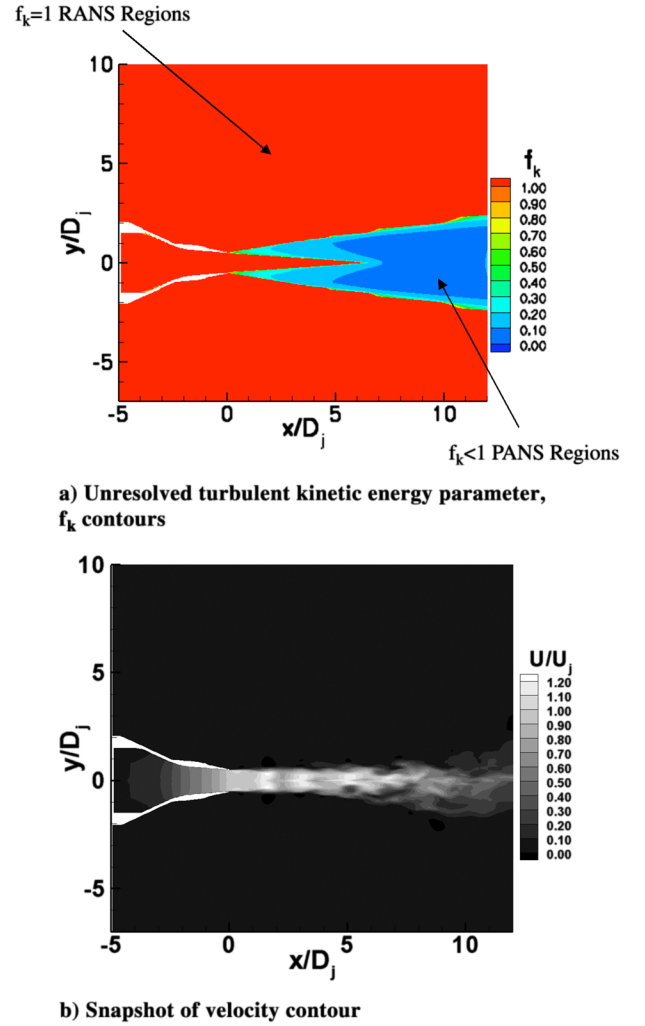 fk=1 RANS Regions
10
5
0
-5
y/Dj
-5 0 5 10
x/Dj
fk
1.00
0.90
0.80
0.70
0.60
0.50
0.40
0.30
0.20
0.10
0.00
fk<1 PANS Regions
a) Unresolved turbulent kinetic energy parameter,
fk contours
10
5
0
-5
y/Dj
-5 0 5 10
x/Dj
U/Uj
1.20
1.10
1.00
0.90
0.80
0.70
0.60
0.50
0.40
0.30
0.20
0.10
0.00
b) Snapshot of velocity contour